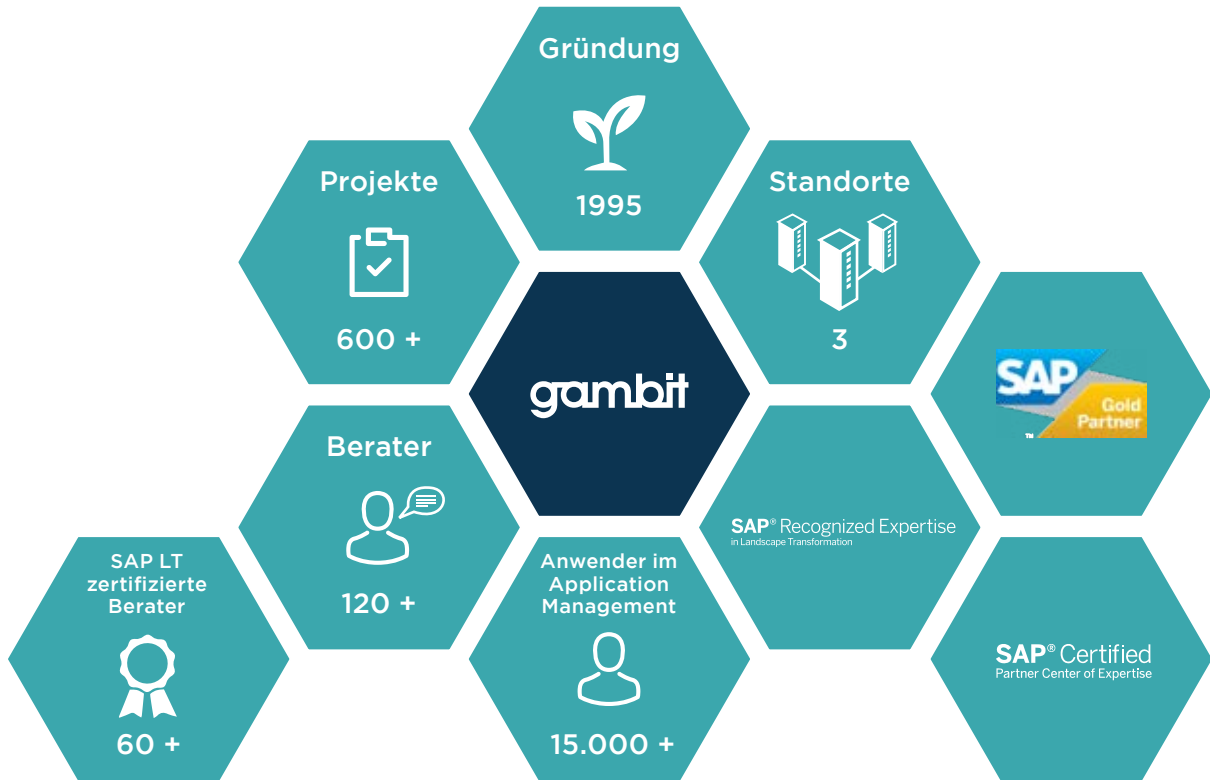 Gründung
1995
Projekte
600 +
Standorte
3
gambit
SAP
Gold
Partner
TM
Berater
120 +
SAP® Recognized Expertise
in Landscape Transformation
SAP LT
zertifizierte
Berater
60 +
Anwender im
Application
Management
15.000 +
SAP® Certified
Partner Center of Expertise